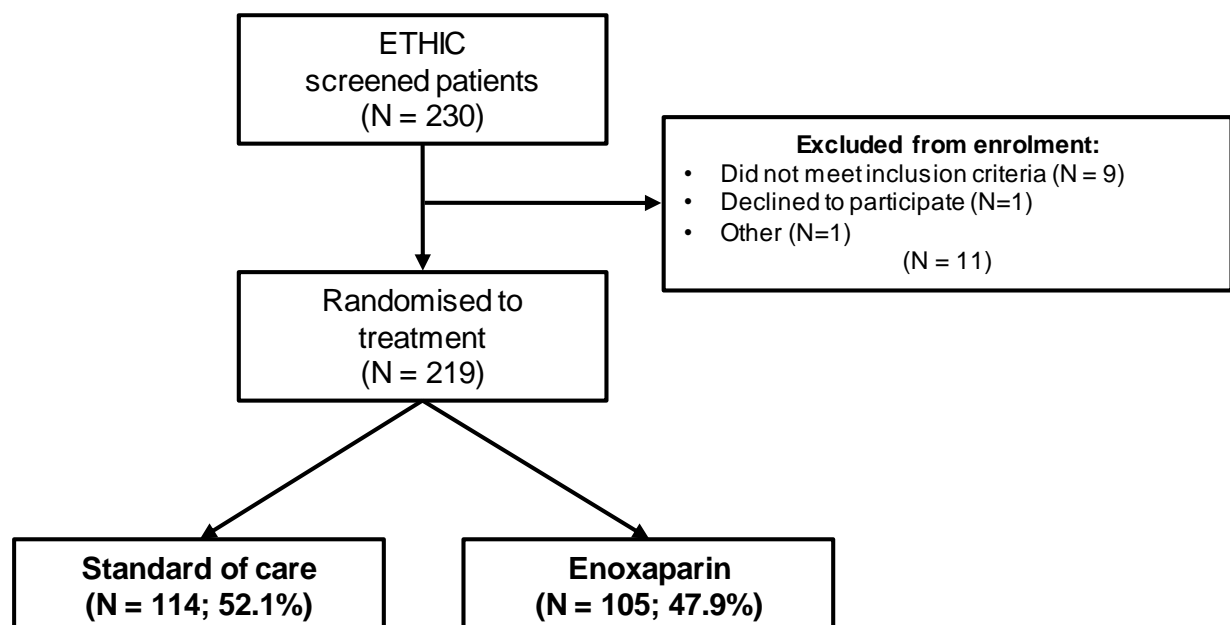 ETHIC
screened patients
(N = 230)
Excluded from enrolment:
• Did not meet inclusion criteria (N = 9)
• Declined to participate (N=1)
• Other (N=1)
(N = 11)
Randomised to
treatment
(N = 219)
Standard of care
(N = 114; 52.1%)
Enoxaparin
(N = 105; 47.9%)